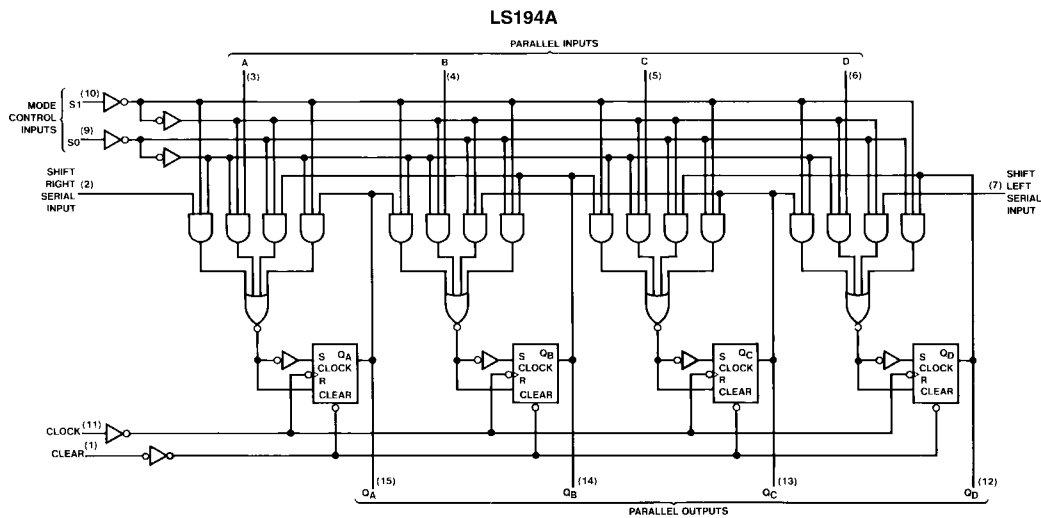 LS194A
PARALLEL INPUTS
A B C D
(3) (4) (5) (6)
MODE
CONTROL
INPUTS
S1 (10)
S0 (9)
SHIFT
RIGHT
SERIAL
INPUT
(2)
SHIFT
LEFT
SERIAL
INPUT
(7)
S QA
CLOCK
R
CLEAR
S QB
CLOCK
R
CLEAR
S QC
CLOCK
R
CLEAR
S QD
CLOCK
R
CLEAR
CLOCK (11)
CLEAR (1)
QA (15) QB (14) QC (13) QD (12)
PARALLEL OUTPUTS